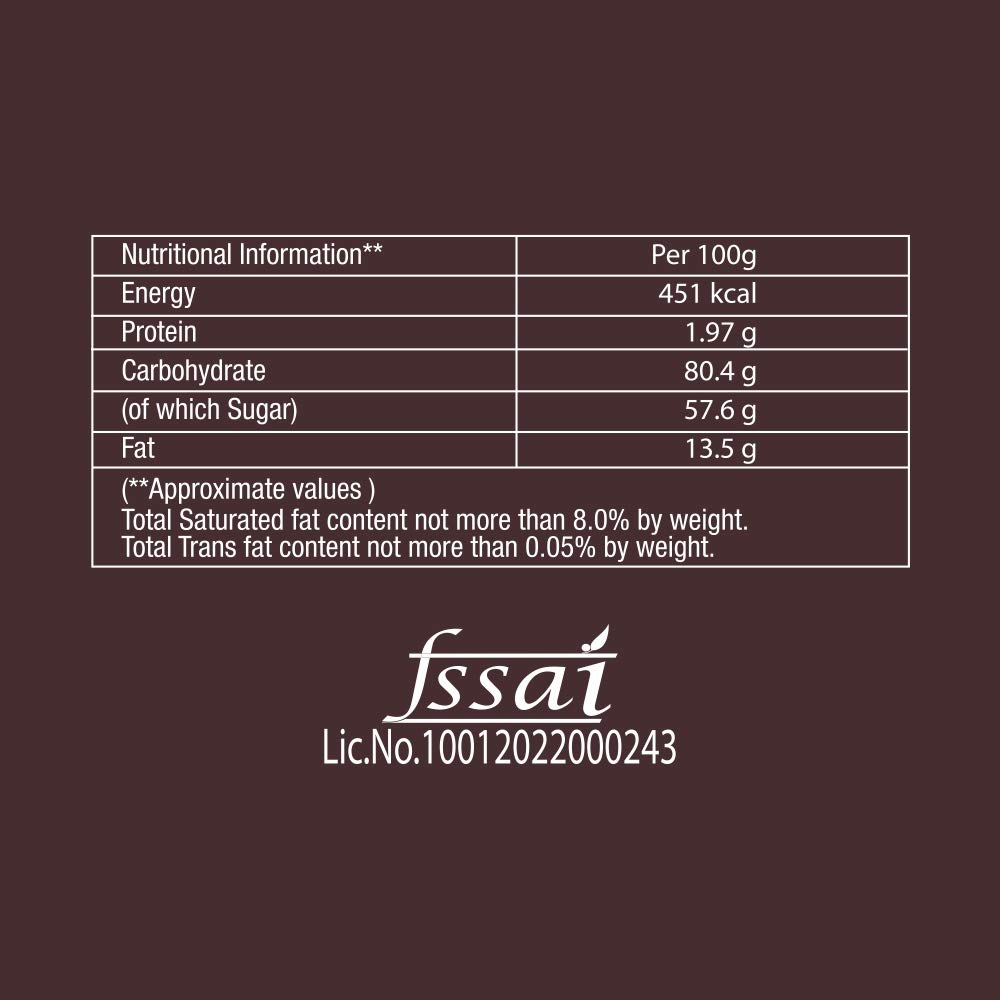 Nutritional Information** Per 100g
Energy 451 kcal
Protein 1.97 g
Carbohydrate 80.4 g
(of which Sugar) 57.6 g
Fat 13.5 g
(**Approximate values )
Total Saturated fat content not more than 8.0% by weight.
Total Trans fat content not more than 0.05% by weight.
fssai
Lic.No.10012022000243